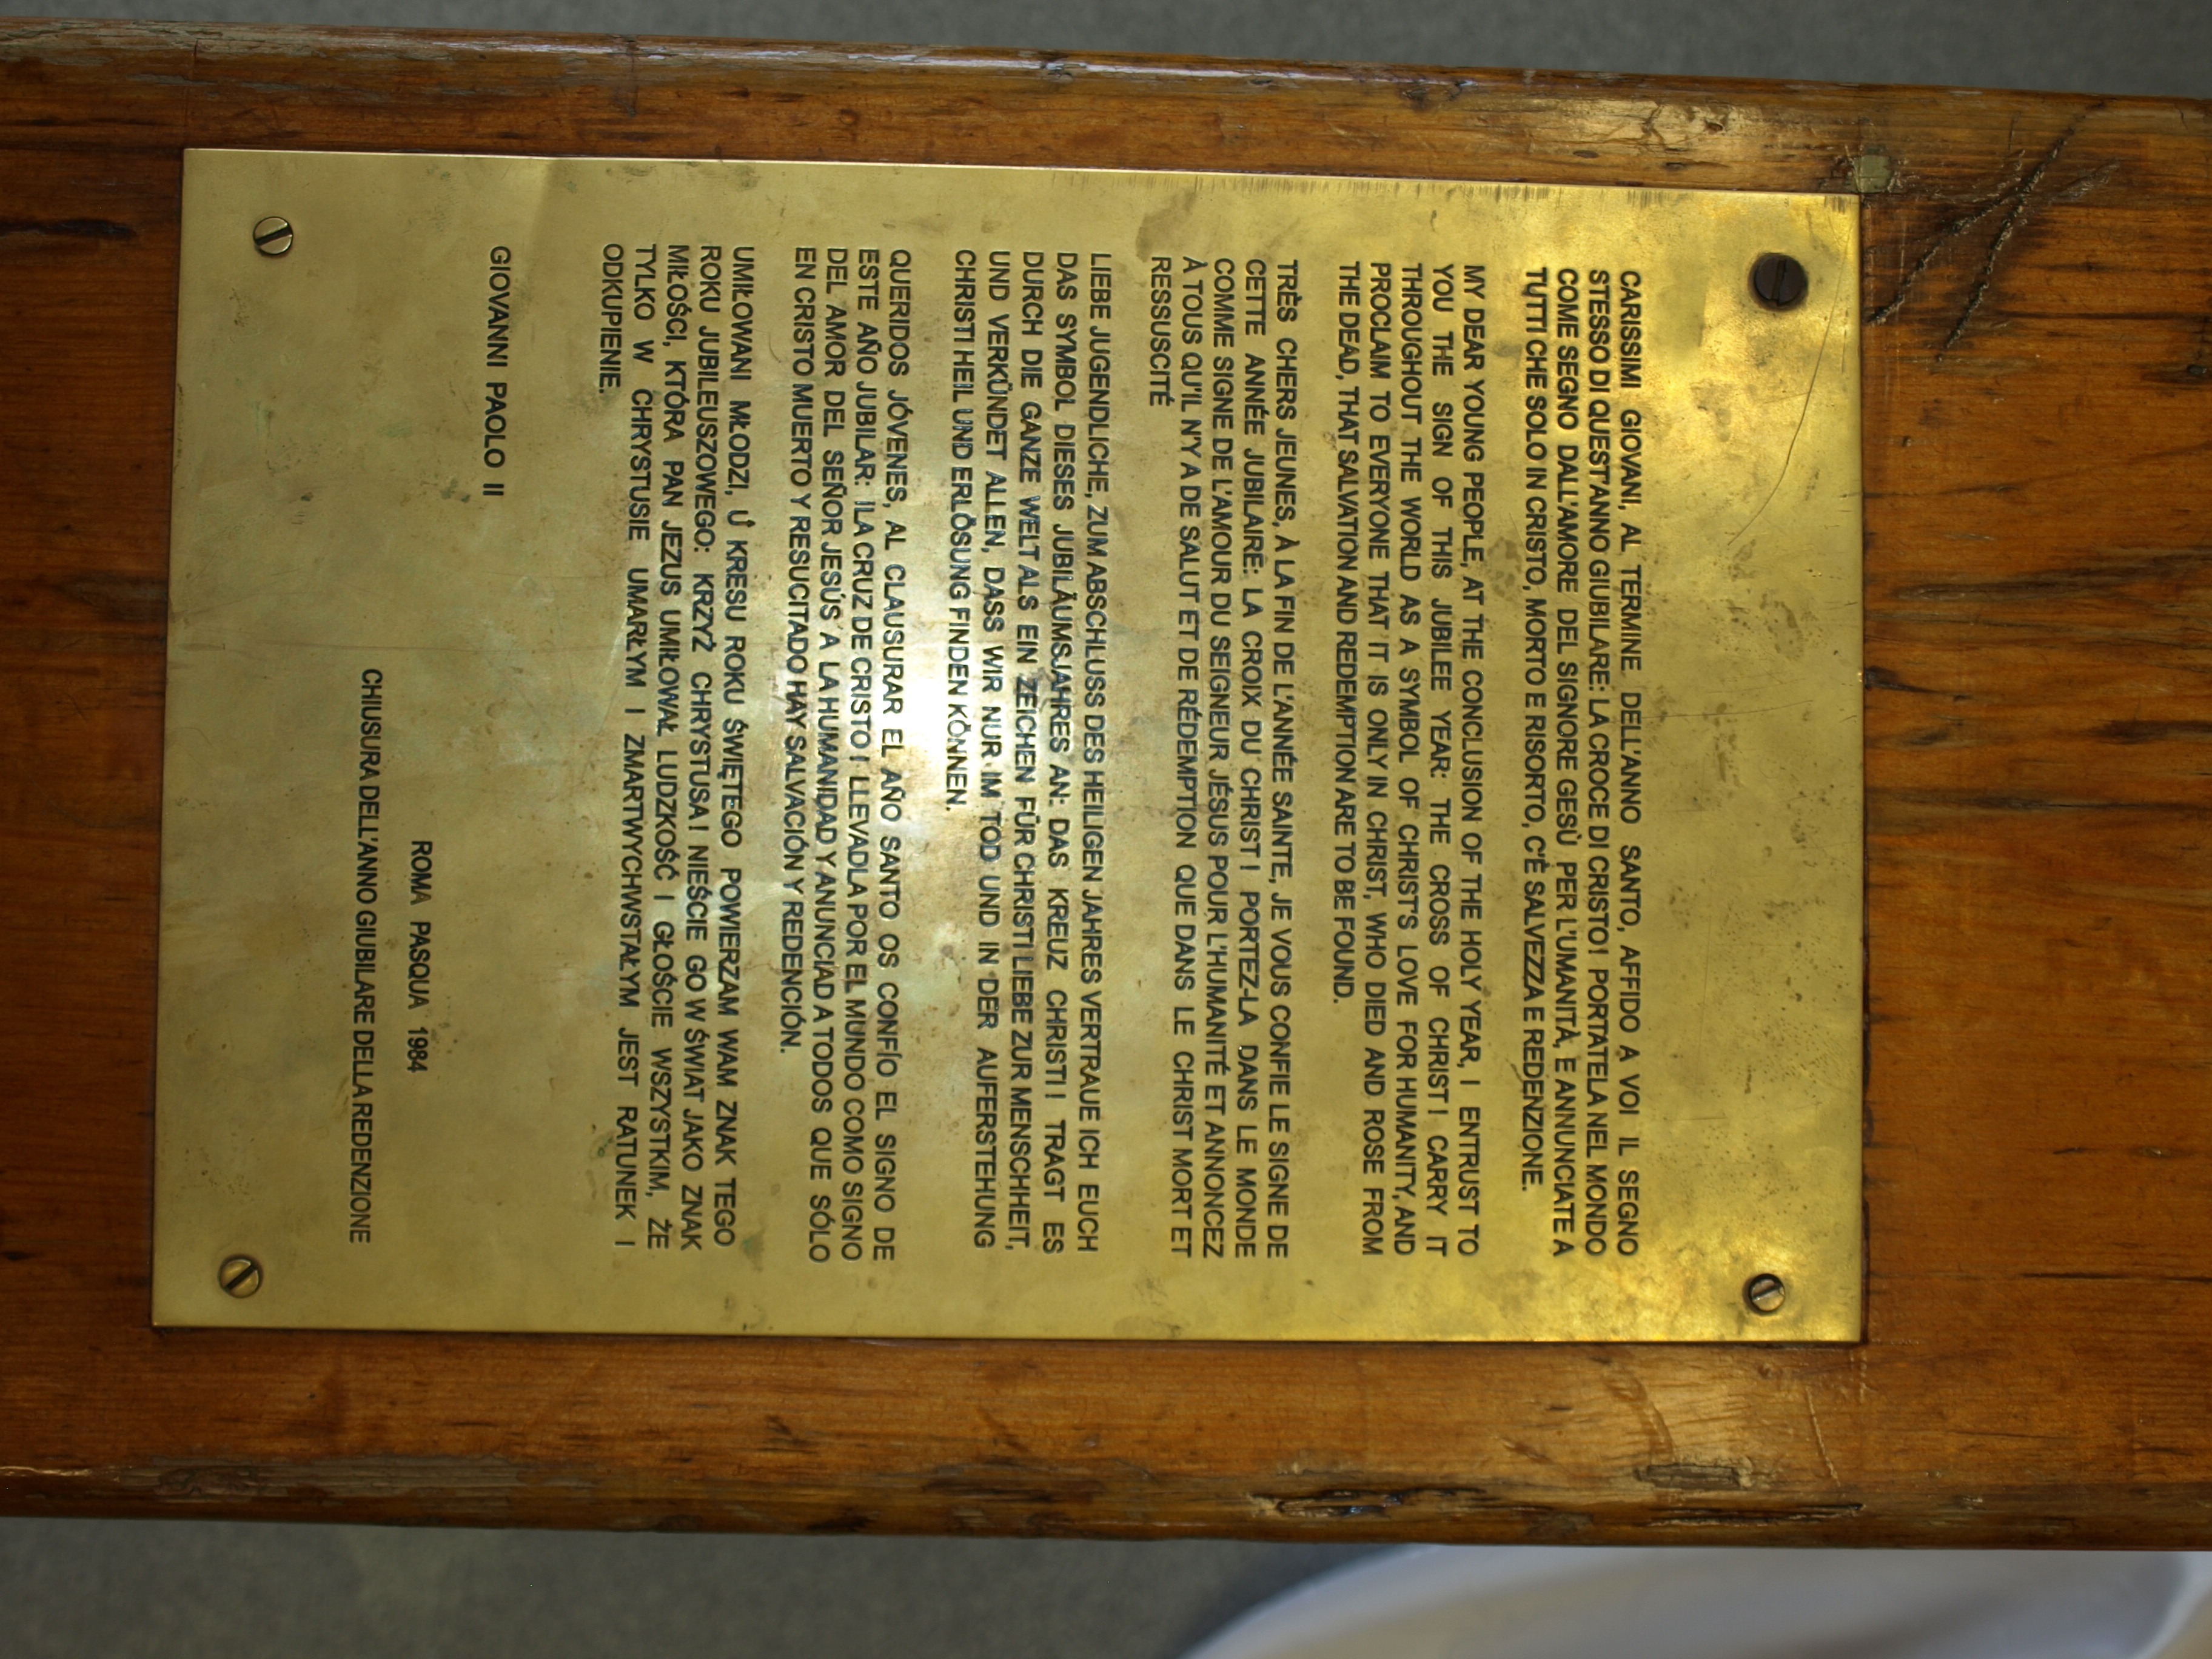 CARISSIMI GIOVANI, AL TERMINE DELL'ANNO SANTO, AFFIDO A VOI IL SEGNO
STESSO DI QUEST'ANNO GIUBILARE: LA CROCE DI CRISTO! PORTATELA NEL MONDO
COME SEGNO DALL'AMORE DEL SIGNORE GESÙ PER L'UMANITÀ, E ANNUNCIATE A
TUTTI CHE SOLO IN CRISTO, MORTO E RISORTO, C'È SALVEZZA E REDENZIONE.
MY DEAR YOUNG PEOPLE, AT THE CONCLUSION OF THE HOLY YEAR, I ENTRUST TO
YOU THE SIGN OF THIS JUBILEE YEAR: THE CROSS OF CHRIST! CARRY IT
THROUGHOUT THE WORLD AS A SYMBOL OF CHRIST'S LOVE FOR HUMANITY, AND
PROCLAIM TO EVERYONE THAT IT IS ONLY IN CHRIST, WHO DIED AND ROSE FROM
THE DEAD, THAT SALVATION AND REDEMPTION ARE TO BE FOUND.
TRÈS CHERS JEUNES, À LA FIN DE L'ANNÉE SAINTE, JE VOUS CONFIE LE SIGNE DE
CETTE ANNÉE JUBILAIRE: LA CROIX DU CHRIST! PORTEZ-LA DANS LE MONDE
COMME SIGNE DE L'AMOUR DU SEIGNEUR JÉSUS POUR L'HUMANITÉ ET ANNONCEZ
À TOUS QU'IL N'Y A DE SALUT ET DE RÉDEMPTION QUE DANS LE CHRIST MORT ET
RESSUSCITÉ
LIEBE JUGENDLICHE, ZUM ABSCHLUSS DES HEILIGEN JAHRES VERTRAUE ICH EUCH
DAS SYMBOL DIESES JUBILÄUMSJAHRES AN: DAS KREUZ CHRISTI! TRAGT ES
DURCH DIE GANZE WELT ALS EIN ZEICHEN FÜR CHRISTI LIEBE ZUR MENSCHHEIT,
UND VERKÜNDET ALLEN, DASS WIR NUR IM TOD UND IN DER AUFERSTEHUNG
CHRISTI HEIL UND ERLÖSUNG FINDEN KÖNNEN.
QUERIDOS JÓVENES, AL CLAUSURAR EL AÑO SANTO OS CONFÍO EL SIGNO DE
ESTE AÑO JUBILAR: ¡LA CRUZ DE CRISTO! LLEVADLA POR EL MUNDO COMO SIGNO
DEL AMOR DEL SEÑOR JESÚS A LA HUMANIDAD Y ANUNCIAD A TODOS QUE SÓLO
EN CRISTO MUERTO Y RESUCITADO HAY SALVACIÓN Y REDENCIÓN.
UMIŁOWANI MŁODZI, U KRESU ROKU ŚWIĘTEGO POWIERZAM WAM ZNAK TEGO
ROKU JUBILEUSZOWEGO: KRZYŻ CHRYSTUSA! NIEŚCIE GO W ŚWIAT JAKO ZNAK
MIŁOŚCI, KTÓRA PAN JEZUS UMIŁOWAŁ LUDZKOŚĆ I GŁOŚCIE WSZYSTKIM, ŻE
TYLKO W CHRYSTUSIE UMARŁYM I ZMARTWYCHWSTAŁYM JEST RATUNEK I
ODKUPIENIE.
GIOVANNI PAOLO II
ROMA PASQUA 1984
CHIUSURA DELL'ANNO GIUBILARE DELLA REDENZIONE